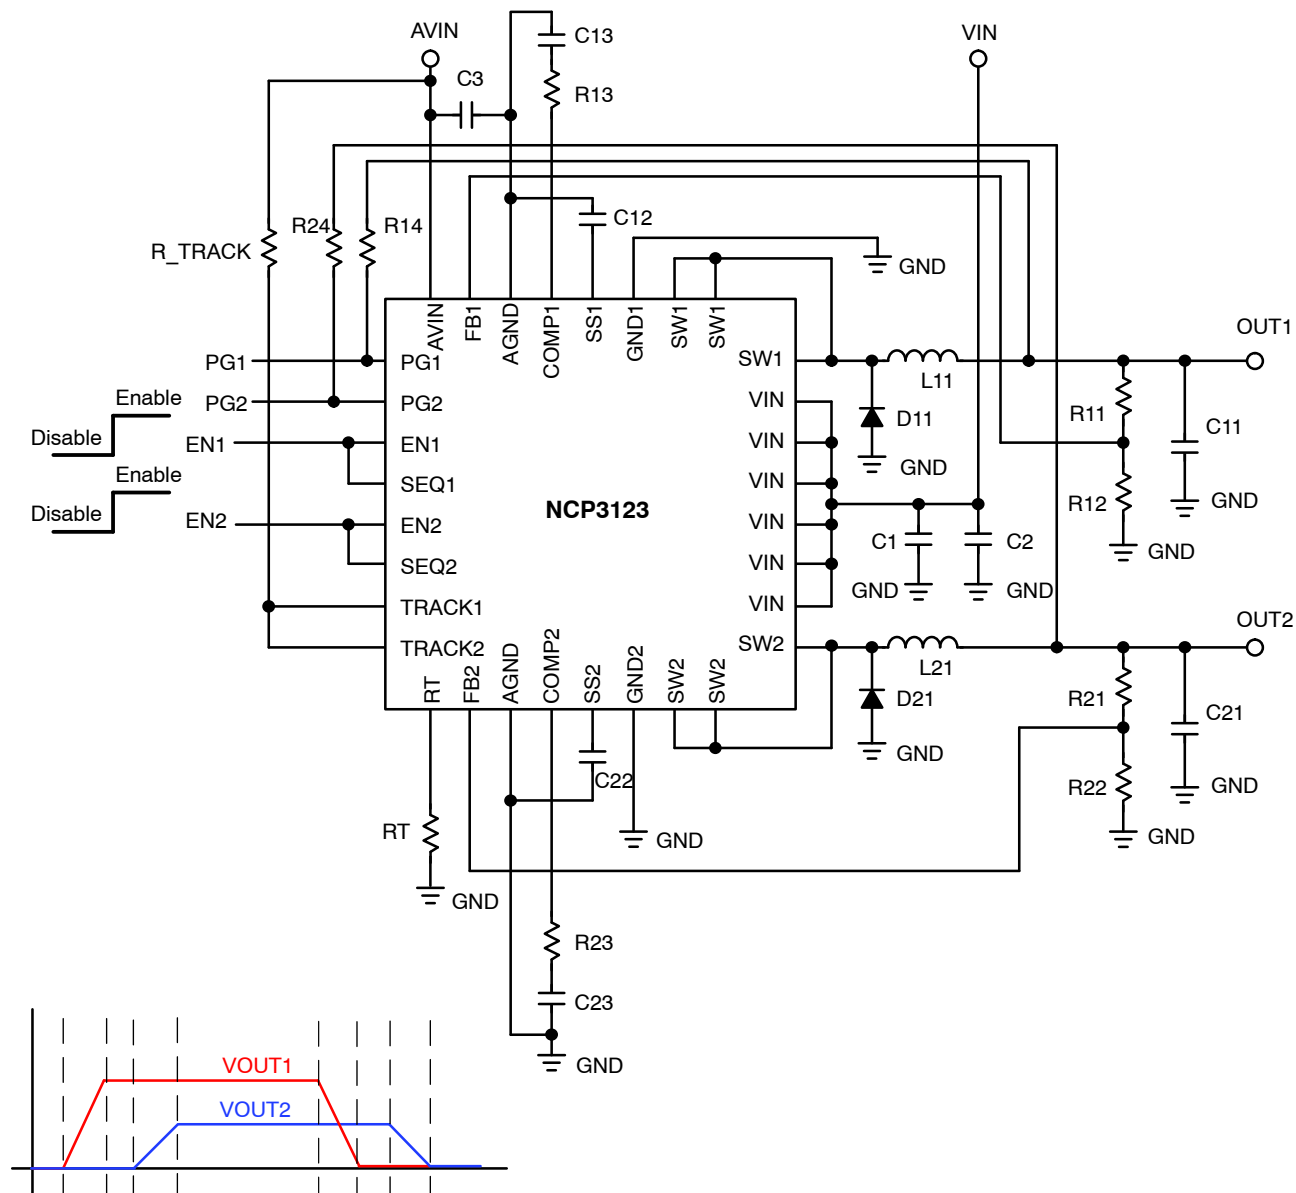 AVIN
C13
VIN
C3
R13
R24
R14
C12
R_TRACK
GND
AVIN
FB1
AGND
COMP1
SS1
GND1
SW1
SW1
OUT1
PG1
PG1
SW1
L11
Enable
PG2
PG2
VIN
R11
D11
C11
Disable
EN1
EN1
VIN
GND
Enable
SEQ1
VIN
R12
GND
Disable
EN2
EN2
NCP3123
VIN
C1
C2
GND
SEQ2
VIN
GND
GND
TRACK1
VIN
OUT2
TRACK2
SW2
L21
RT
FB2
AGND
COMP2
SS2
GND2
SW2
SW2
D21
R21
C21
GND
C22
R22
GND
RT
GND
GND
GND
R23
C23
GND
VOUT1
VOUT2